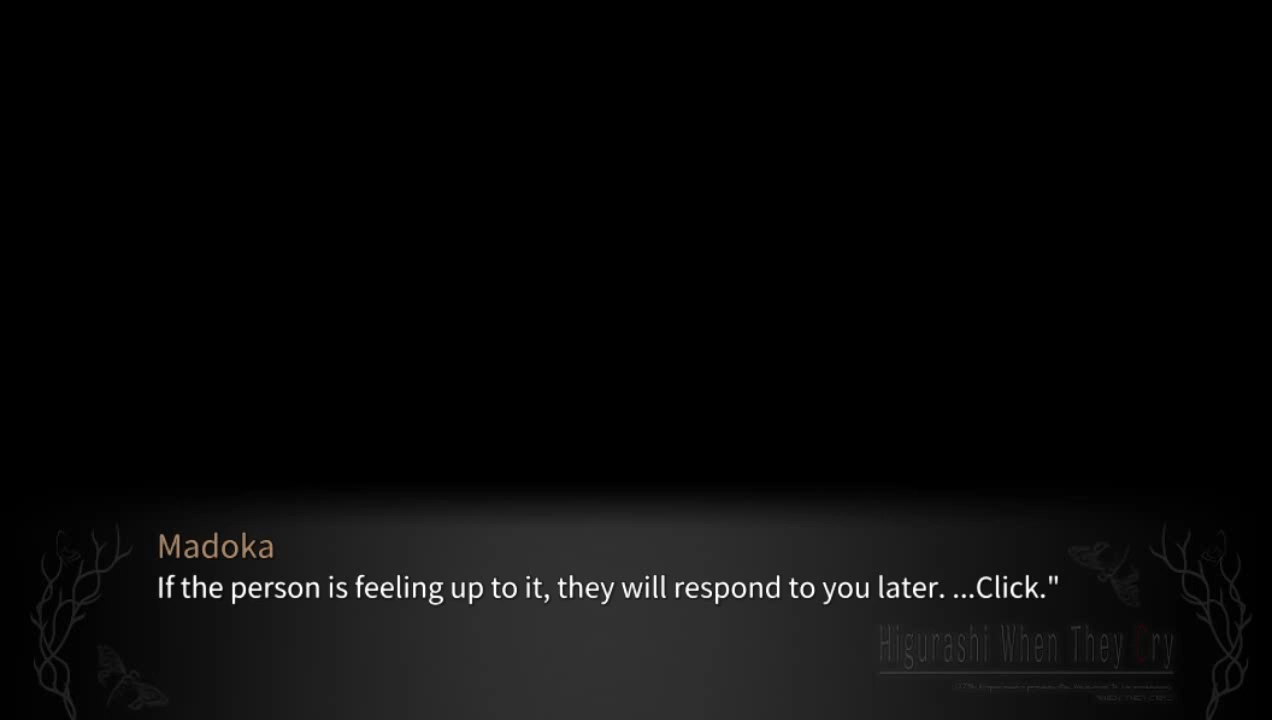 Madoka
If the person is feeling up to it, they will respond to you later. ...Click."
Higurashi When They Cry